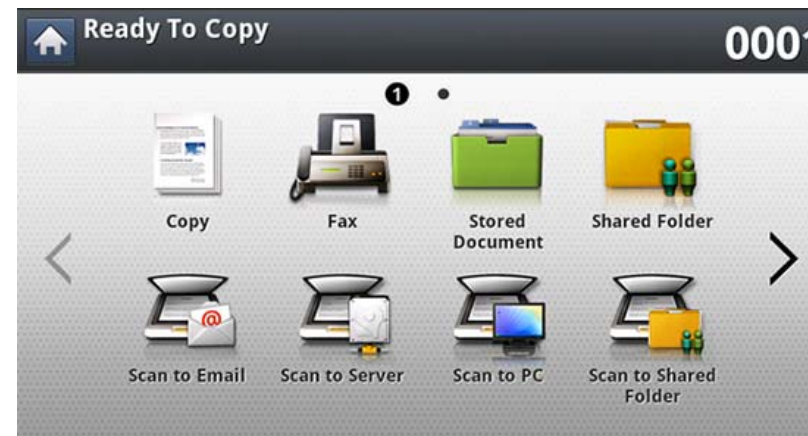 Ready To Copy
0001
1
Copy
Fax
Stored
Document
Shared Folder
Scan to Email
Scan to Server
Scan to PC
Scan to Shared
Folder